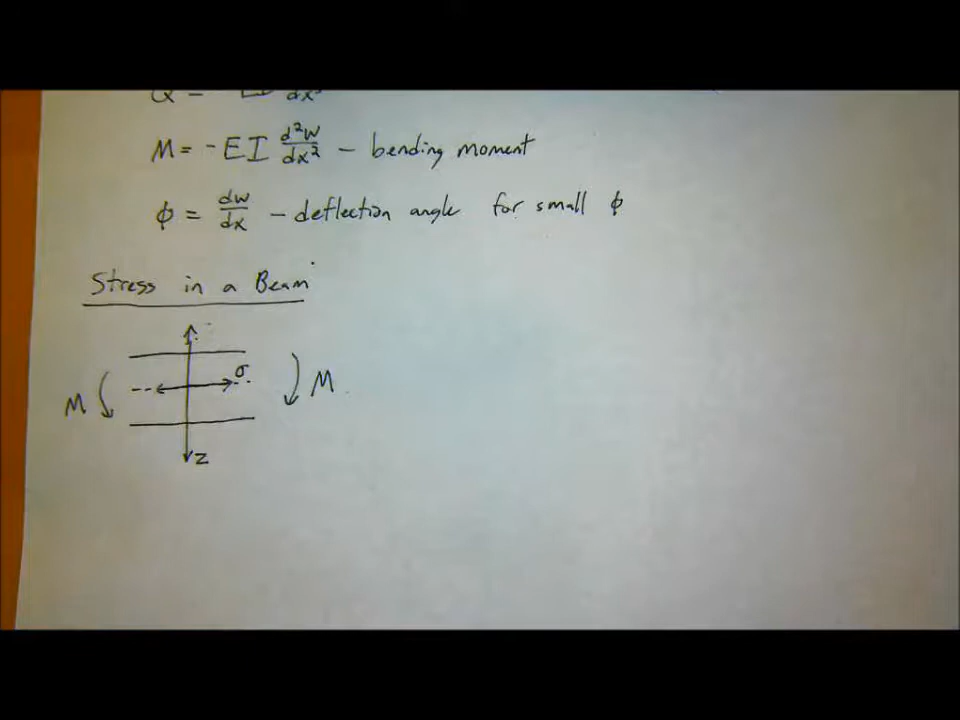 M = -EI d²w/dx² - bending moment
φ = dw/dx - deflection angle for small φ
Stress in a Beam
σ
M
M
z